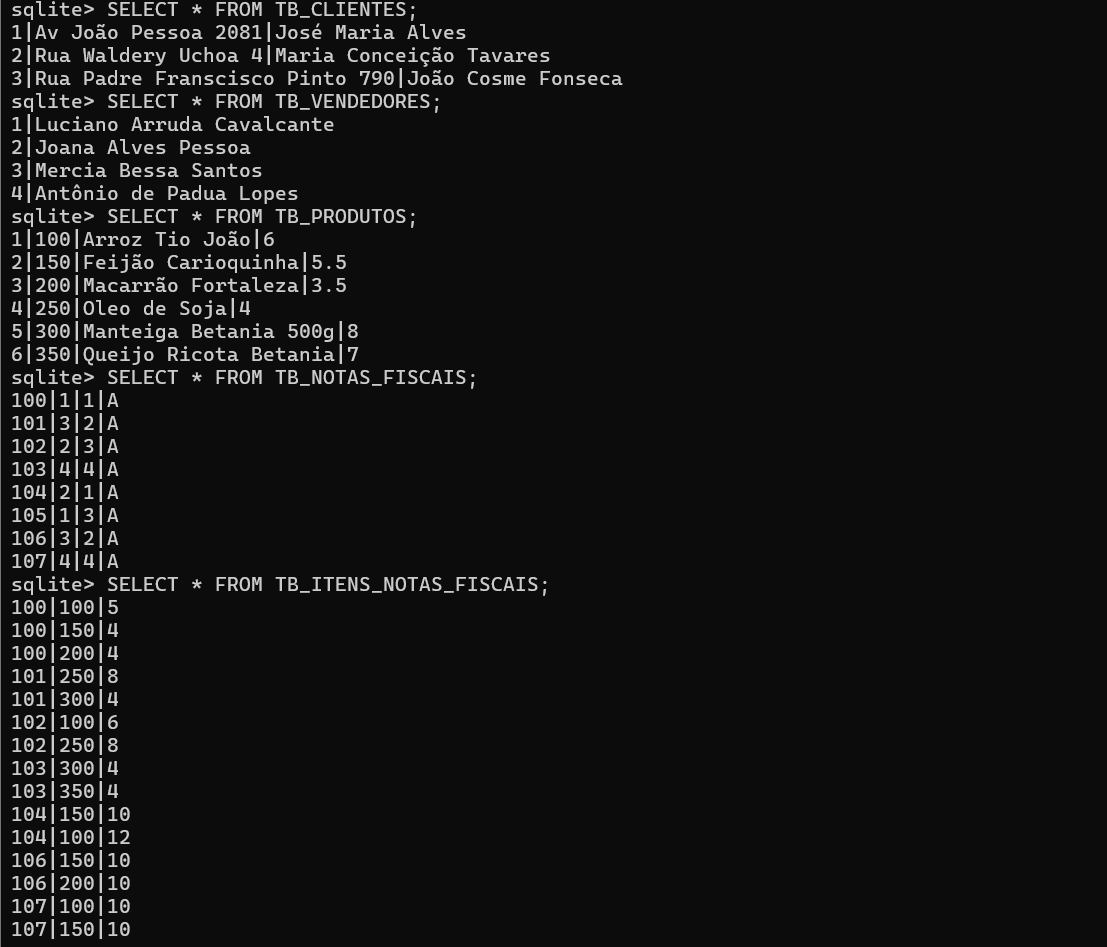 sqlite> SELECT * FROM TB_CLIENTES;
1|Av João Pessoa 2081|José Maria Alves
2|Rua Waldery Uchoa 4|Maria Conceição Tavares
3|Rua Padre Franscisco Pinto 790|João Cosme Fonseca
sqlite> SELECT * FROM TB_VENDEDORES;
1|Luciano Arruda Cavalcante
2|Joana Alves Pessoa
3|Mercia Bessa Santos
4|Antônio de Padua Lopes
sqlite> SELECT * FROM TB_PRODUTOS;
1|100|Arroz Tio João|6
2|150|Feijão Carioquinha|5.5
3|200|Macarrão Fortaleza|3.5
4|250|Oleo de Soja|4
5|300|Manteiga Betania 500g|8
6|350|Queijo Ricota Betania|7
sqlite> SELECT * FROM TB_NOTAS_FISCAIS;
100|1|1|A
101|3|2|A
102|2|3|A
103|4|4|A
104|2|1|A
105|1|3|A
106|3|2|A
107|4|4|A
sqlite> SELECT * FROM TB_ITENS_NOTAS_FISCAIS;
100|100|5
100|150|4
100|200|4
101|250|8
101|300|4
102|100|6
102|250|8
103|300|4
103|350|4
104|150|10
104|100|12
106|150|10
106|200|10
107|100|10
107|150|10